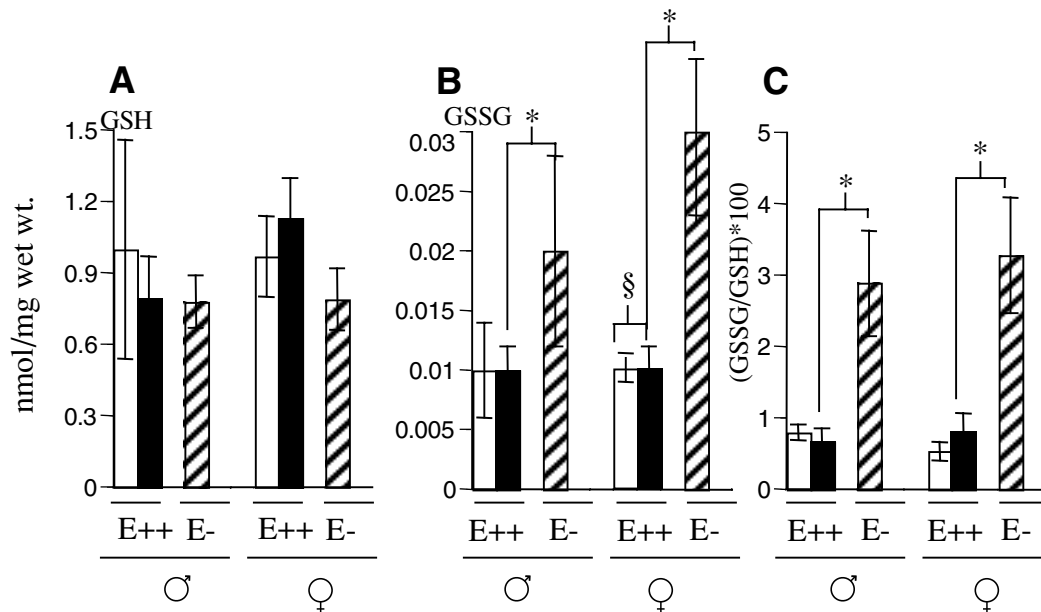 A
GSH
nmol/mg wet wt.
1.5
1.2
0.9
0.6
0.3
0
E++ E- E++ E-
♂ ♀
B
GSSG
*
*
§
0.03
0.025
0.02
0.015
0.01
0.005
0
E++ E- E++ E-
♂ ♀
C
(GSSG/GSH)*100
*
*
5
4
3
2
1
0
E++ E- E++ E-
♂ ♀